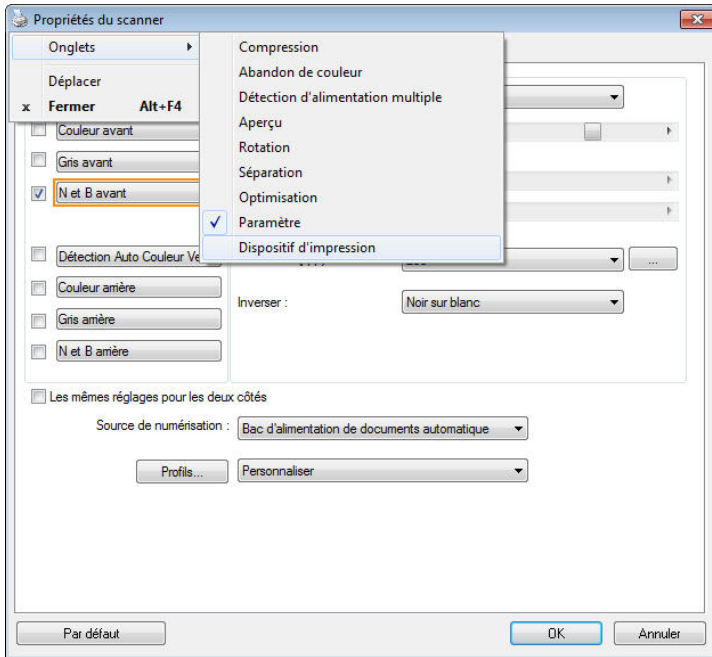 Propriétés du scanner
Onglets
Déplacer
x Fermer Alt+F4
Compression
Abandon de couleur
Détection d'alimentation multiple
Aperçu
Rotation
Séparation
Optimisation
Paramètre
Dispositif d'impression
Couleur avant
Gris avant
N et B avant
Détection Auto Couleur Ve
...
Couleur arrière
Inverser : Noir sur blanc
Gris arrière
N et B arrière
Les mêmes réglages pour les deux côtés
Source de numérisation : Bac d'alimentation de documents automatique
Profils... Personnaliser
Par défaut OK Annuler